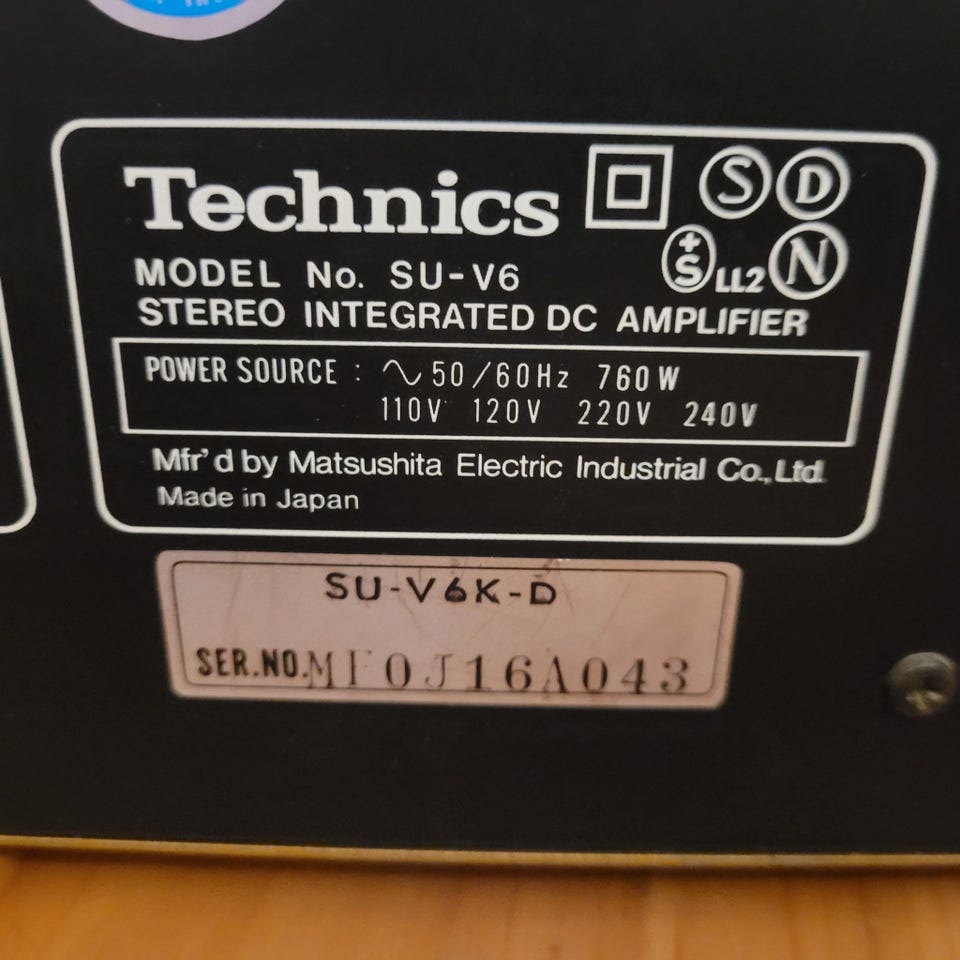 Technics
S D
+S LL2 N
MODEL No. SU-V6
STEREO INTEGRATED DC AMPLIFIER
POWER SOURCE : ∿ 50/60Hz 760W
110V 120V 220V 240V
Mfr'd by Matsushita Electric Industrial Co., Ltd.
Made in Japan
SU-V6K-D
SER.NO. MF0J16A043